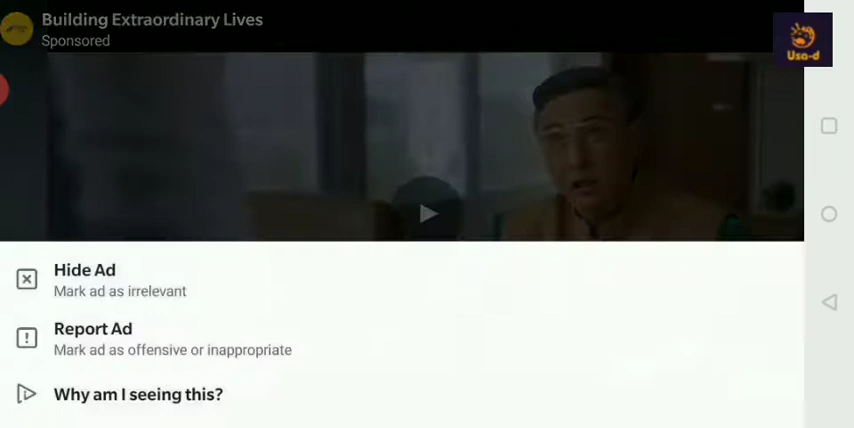 Building Extraordinary Lives
Sponsored
Usa-d
Hide Ad
Mark ad as irrelevant
Report Ad
Mark ad as offensive or inappropriate
Why am I seeing this?